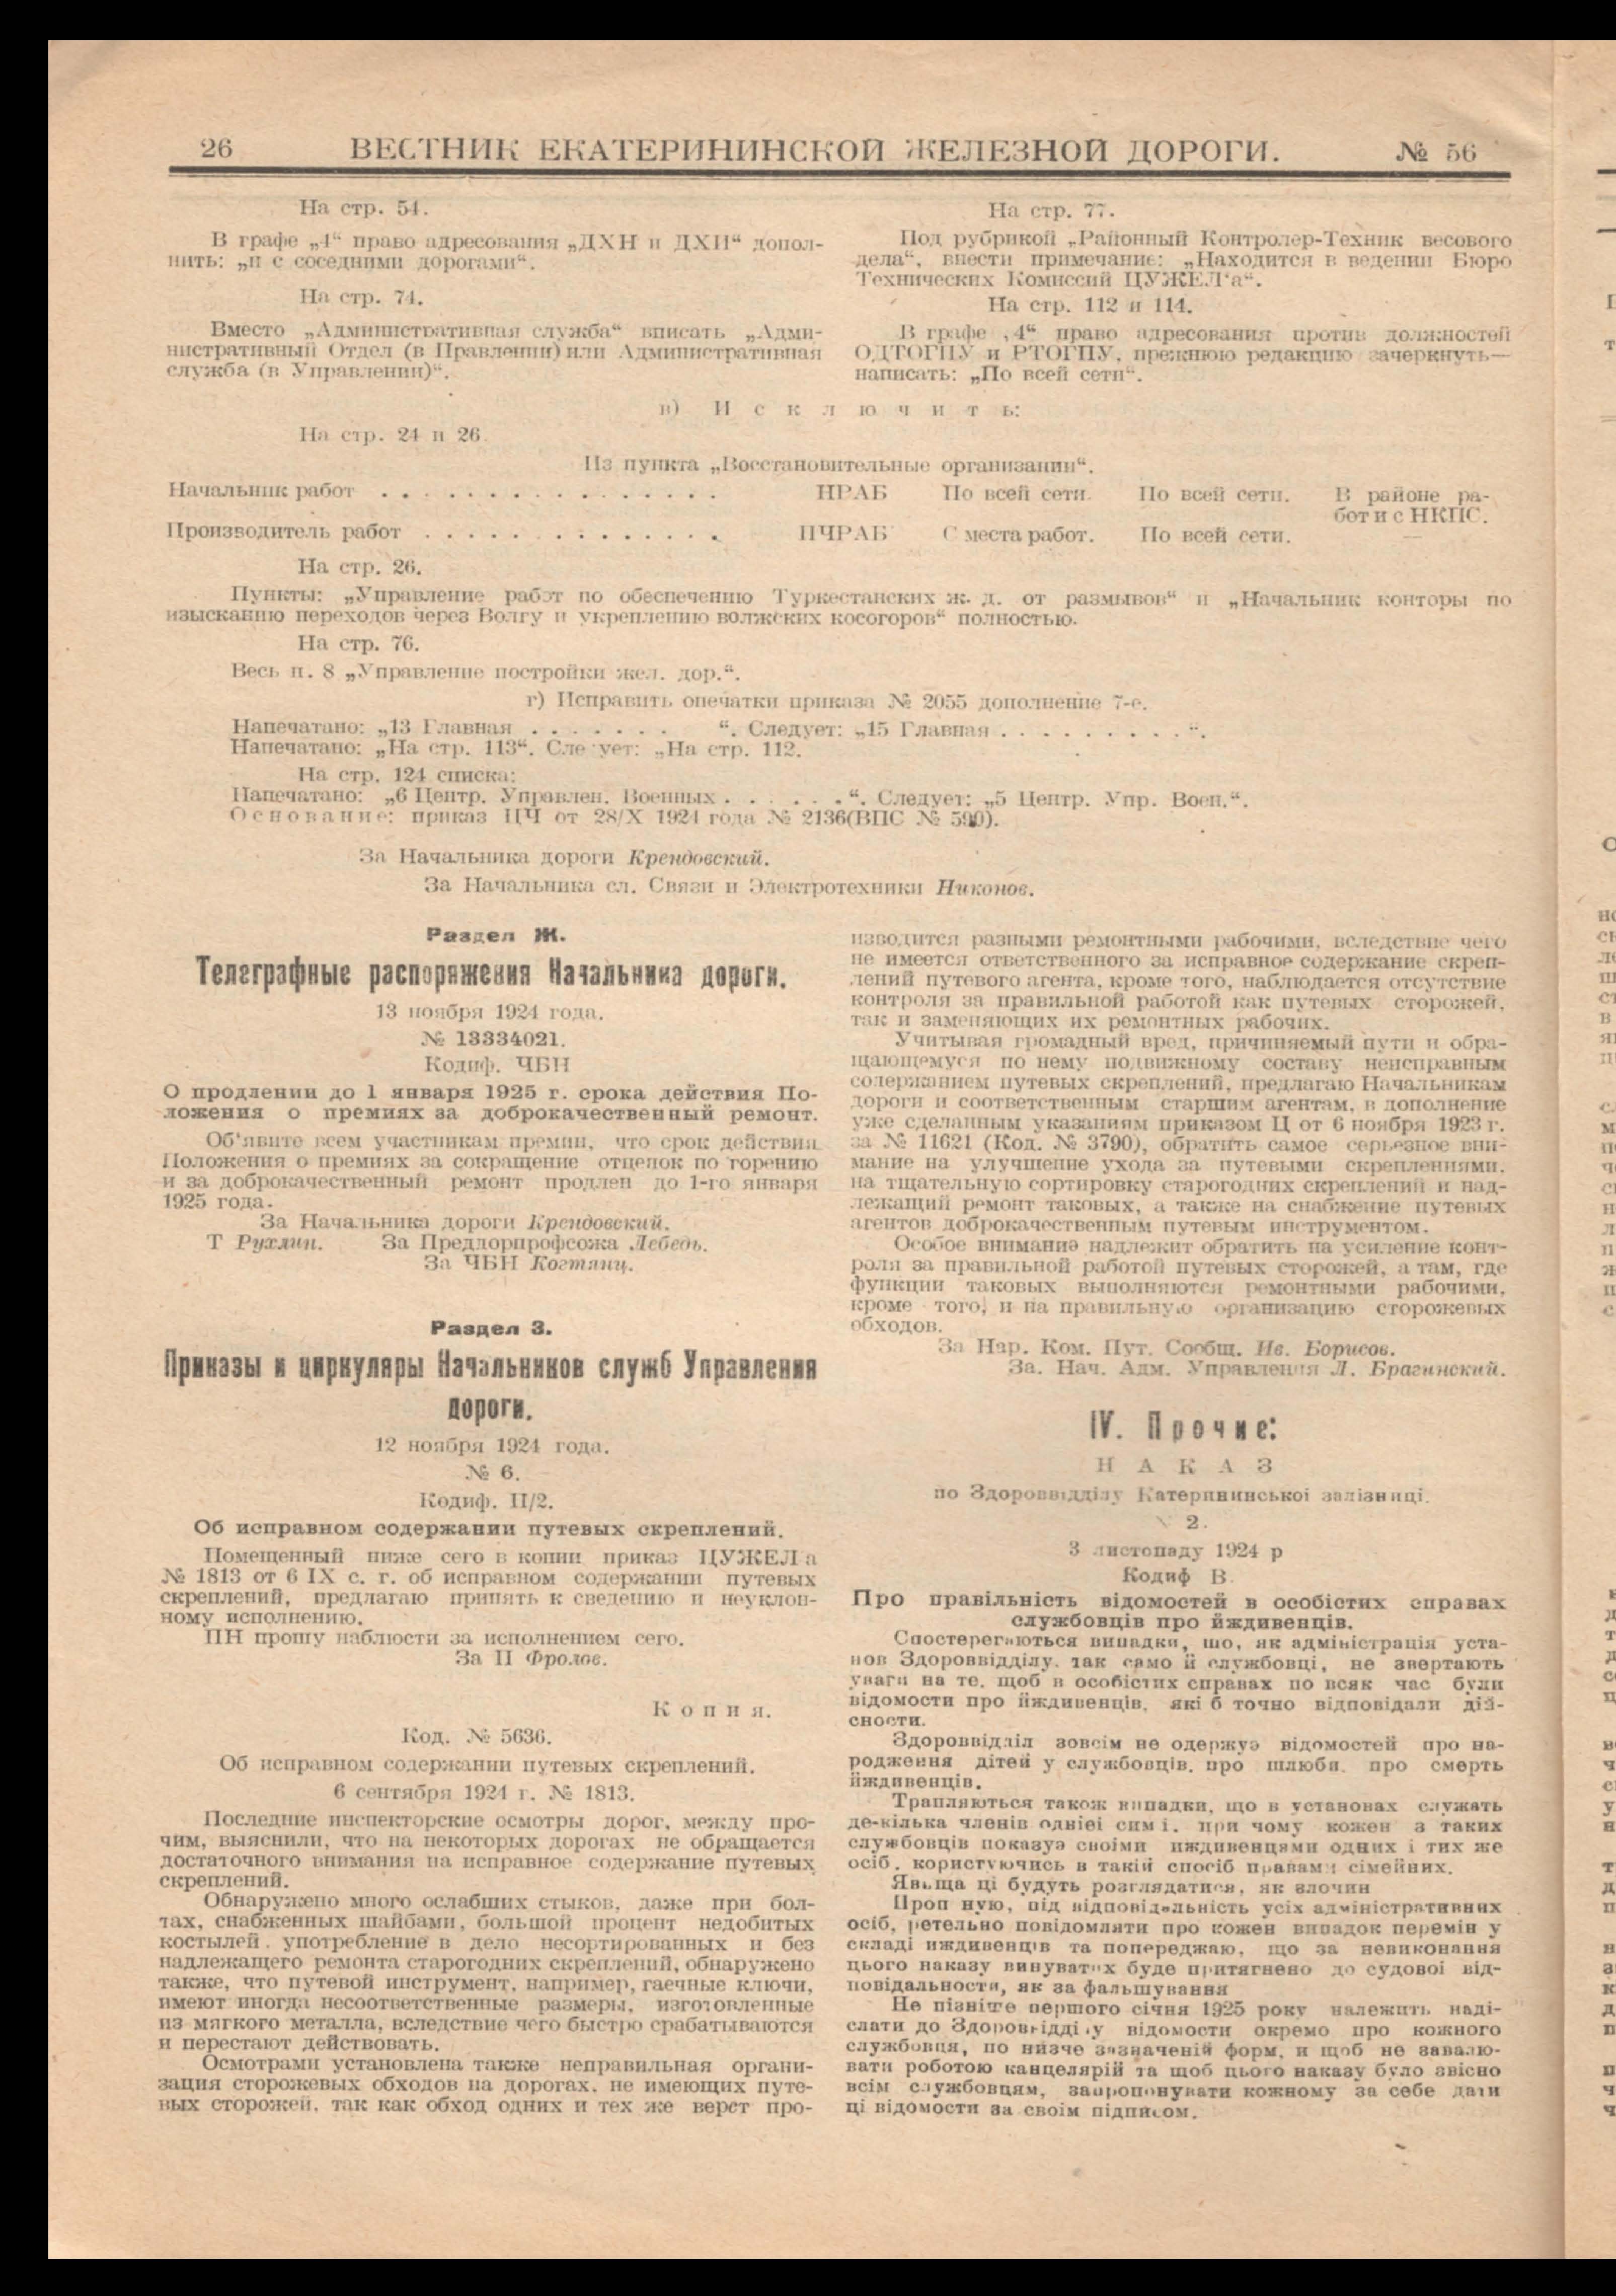 26 ВЕСТНИК ЕКАТЕРИНИНСКОЙ ЖЕЛЕЗНОЙ ДОРОГИ. № 56
На стр. 54.
В графе „4“ право адресования „ДХН и ДХИ“ допол-
нить: „и с соседними дорогами“.
На стр. 74.
Вместо „Административная служба“ вписать „Адми-
нистративный Отдел (в Правлении) или Административная
служба (в Управлении)“.
На стр. 77.
Под рубрикой „Районный Контролер-Техник весового
дела“, внести примечание: „Находится в ведении Бюро
Технических Комиссий ЦУЖЕЛ'а“.
На стр. 112 и 114.
В графе „4“ право адресования против должностей
ОДТОГПУ и РТОГПУ, прежнюю редакцию зачеркнуть—
написать: „По всей сети“.
в) Исключить:
На стр. 24 и 26.
Из пункта „Восстановительные организации“.
Начальник работ . . . . . . . . . . . . . . . . НРАБ По всей сети. По всей сети. В районе ра-
бот и с НКПС.
Производитель работ . . . . . . . . . . . . . . ПЧРАБ С места работ. По всей сети. —
На стр. 26.
Пункты: „Управление работ по обеспечению Туркестанских ж. д. от размывов“ и „Начальник конторы по
изысканию переходов через Волгу и укреплению волжских косогоров“ полностью.
На стр. 76.
Весь п. 8 „Управление постройки жел. дор.“.
г) Исправить опечатки приказа № 2055 дополнение 7-е.
Напечатано: „13 Главная . . . . . . . “. Следует: „15 Главная . . . . . . . . . . “.
Напечатано: „На стр. 113“. Сле ует: „На стр. 112.
На стр. 124 списка:
Напечатано: „6 Центр. Управлен. Военных . . . . . . “. Следует: „5 Центр. Упр. Воен.“.
Основание: приказ ЦЧ от 28/X 1924 года № 2136(ВПС № 590).
За Начальника дороги Крендовский.
За Начальника сл. Связи и Электротехники Никонов.
Раздел Ж.
Телеграфные распоряжения Начальника дороги.
13 ноября 1924 года.
№ 13334021.
Кодиф. ЧБН
О продлении до 1 января 1925 г. срока действия По-
ложения о премиях за доброкачественный ремонт.
Об'явите всем участникам премии, что срок действия
Положения о премиях за сокращение отцепок по горению
и за доброкачественный ремонт продлен до 1-го января
1925 года.
За Начальника дороги Крендовский.
Т Рухлин. За Преддорпрофсожа Лебедь.
За ЧБН Костянц.
Раздел З.
Приказы и циркуляры Начальников служб Управления
дороги.
12 ноября 1924 года.
№ 6.
Кодиф. П/2.
Об исправном содержании путевых скреплений.
Помещенный ниже сего в копии приказ ЦУЖЕЛ а
№ 1813 от 6 IX с. г. об исправном содержании путевых
скреплений, предлагаю принять к сведению и неуклон-
ному исполнению.
ПН прошу наблюсти за исполнением сего.
За П Фролов.
Копия.
Код. № 5636.
Об исправном содержании путевых скреплений.
6 сентября 1924 г. № 1813.
Последние инспекторские осмотры дорог, между про-
чим, выяснили, что на некоторых дорогах не обращается
достаточного внимания на исправное содержание путевых
скреплений.
Обнаружено много ослабших стыков, даже при бол-
тах, снабженных шайбами, большой процент недобитых
костылей, употребление в дело несортированных и без
надлежащего ремонта старогодних скреплений, обнаружено
также, что путевой инструмент, например, гаечные ключи,
имеют иногда несоответственные размеры, изготовленные
из мягкого металла, вследствие чего быстро срабатываются
и перестают действовать.
Осмотрами установлена также неправильная органи-
зация сторожевых обходов на дорогах, не имеющих путе-
вых сторожей, так как обход одних и тех же верст про-
изводится разными ремонтными рабочими, вследствие чего
не имеется ответственного за исправное содержание скреп-
лений путевого агента, кроме того, наблюдается отсутствие
контроля за правильной работой как путевых сторожей,
так и заменяющих их ремонтных рабочих.
Учитывая громадный вред, причиняемый пути и обра-
щающемуся по нему подвижному составу неисправным
содержанием путевых скреплений, предлагаю Начальникам
дороги и соответственным старшим агентам, в дополнение
уже сделанным указаниям приказом Ц от 6 ноября 1923 г.
за № 11621 (Код. № 3790), обратить самое серьезное вни-
мание на улучшение ухода за путевыми скреплениями,
на тщательную сортировку старогодних скреплений и над-
лежащий ремонт таковых, а также на снабжение путевых
агентов доброкачественным путевым инструментом.
Особое внимание надлежит обратить на усиление конт-
роля за правильной работой путевых сторожей, а там, где
функции таковых выполняются ремонтными рабочими,
кроме того, и на правильную организацию сторожевых
обходов.
За Нар. Ком. Пут. Сообщ. Ив. Борисов.
За. Нач. Адм. Управления Л. Брагинский.
IV. Прочие:
НАКАЗ
по Здороввідділу Катерининської залізниці.
2.
3 листопаду 1924 р
Кодиф В.
Про правільність відомостей в особістих справах
службовців про йждивенців.
Спостерегаються випадки, що, як адміністрація уста-
нов Здороввідділу, так само й службовці, не звертають
уваги на те, щоб в особістих справах по всяк час були
відомости про йждивенців, які б точно відповідали дій-
сности.
Здороввідділ зовсім не одержуэ відомостей про на-
родження дітей у службовців, про шлюби, про смерть
йждивенців.
Трапляються також випадки, що в установах служать
де-кілька членів одніеі сим і, при чому кожен з таких
службовців показуэ своіми иждивенцями одних і тих же
осіб, користуючись в такій спосіб правами сімейних.
Явища ці будуть розглядатися, як злочин
Проп ную, під відповідальність усіх адміністративних
осіб, ретельно повідомляти про кожен випадок перемін у
складі иждивенців та попереджаю, що за невиконання
цього наказу винуватих буде притягнено до судовоі від-
повідальности, як за фальшування
Не пізніте першого січня 1925 року належить наді-
слати до Здороввідділу відомости окремо про кожного
службовця, по низче зазначеній форм, и щоб не завалю-
вати роботою канцелярій та щоб цього наказу було звісно
всім службовцям, запропонувати кожному за себе дати
ці відомости за своім підписом.